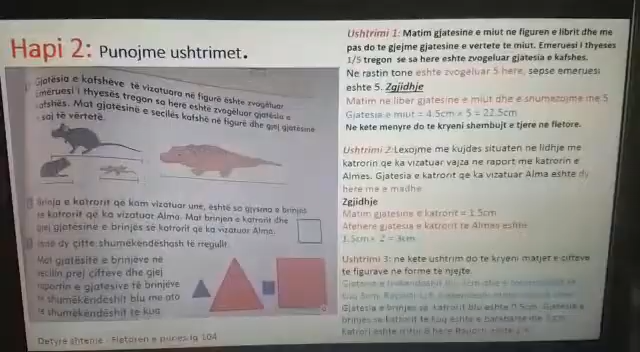 Hapi 2: Punojme ushtrimet.
Gjatësia e kafshëve të vizatuara në figurë është zvogëluar
Emëruesi i thyesës tregon sa herë është zvogëluar gjatësia e
kafshës. Mat gjatësinë e secilës kafshë në figurë dhe gjej gjatësinë
e saj të vërtetë.
Brinja e katrorit që kam vizatuar unë, është sa gjysma e brinjës
së katrorit që ka vizatuar Alma. Mat brinjën e katrorit dhe
gjej gjatësinë e brinjës së katrorit që ka vizatuar Alma.
dy çifte shumëkëndëshash të rregullt.
Mat gjatësitë e brinjëve në
secilin prej çifteve dhe gjej
raportin e gjatësive të brinjëve
të shumëkëndëshit blu me ato
të shumëkëndëshit të kuq
Detyre shtepie - Fletoren e punes fq 104
Ushtrimi 1: Matim gjatesine e miut ne figuren e librit dhe me
pas do te gjejme gjatesine e vertete te miut. Emeruesi i thyeses
1/5 tregon se sa here eshte zvogeluar gjatesia e kafshes.
Ne rastin tone eshte zvogeluar 5 here, sepse emeruesi
eshte 5. Zgjidhje
Matim ne liber gjatesine e miut dhe e shumezojme me 5
Gjatesia e miut = 4.5cm × 5 = 22.5cm
Ne kete menyre do te kryeni shembujt e tjere ne fletore.
Ushtrimi 2: Lexojme me kujdes situaten ne lidhje me
katrorin qe ka vizatuar vajza ne raport me katrorin e
Almes. Gjatesia e katrorit qe ka vizatuar Alma eshte dy
here me e madhe
Zgjidhje
Matim gjatesine e katrorit = 1.5cm
Atehere gjatesia e katrorit te Almes eshte
1.5cm × 2 = 3cm
Ushtrimi 3: ne kete ushtrim do te kryeni matjet e cifteve
te figurave ne forme te njejte.
Gjatesia e brinjes se katrorit blu eshte 0.5cm. Gjatesia e
brinjes se katrorit te kuq eshte e barabarte me